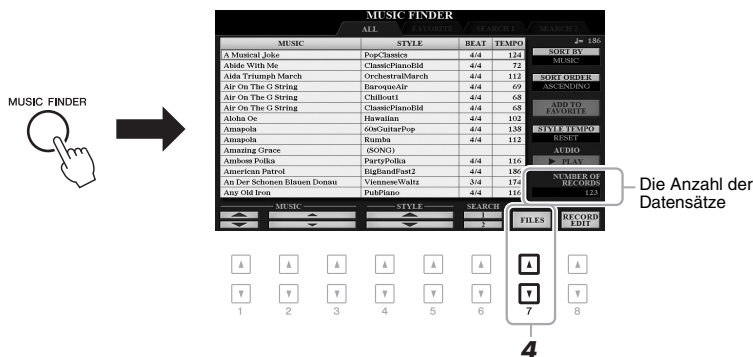 MUSIC FINDER
MUSIC FINDER
ALL FAVORITE SEARCH 1 SEARCH 2
MUSIC STYLE BEAT TEMPO
A Musical Joke PopClassics 4/4 124
Abide With Me ClassicPianoBld 4/4 72
Aida Triumph March OrchestralMarch 4/4 112
Air On The G String BaroqueAir 4/4 69
Air On The G String Chillout1 4/4 68
Air On The G String ClassicPianoBld 4/4 68
Aloha Oe Hawaiian 4/4 102
Amapola 60sGuitarPop 4/4 138
Amapola Rumba 4/4 112
Amazing Grace (SONG)
Amboss Polka PartyPolka 4/4 116
American Patrol BigBandFast2 4/4 186
An Der Schonen Blauen Donau VienneseWaltz 3/4 174
Any Old Iron PubPiano 4/4 116
♩= 186
SORT BY
MUSIC
SORT ORDER
ASCENDING
ADD TO
FAVORITE
STYLE TEMPO
RESET
AUDIO
▶ PLAY
NUMBER OF
RECORDS
123
Die Anzahl der
Datensätze
MUSIC STYLE SEARCH
1
2
FILES
RECORD
EDIT
1 2 3 4 5 6 7 8
4